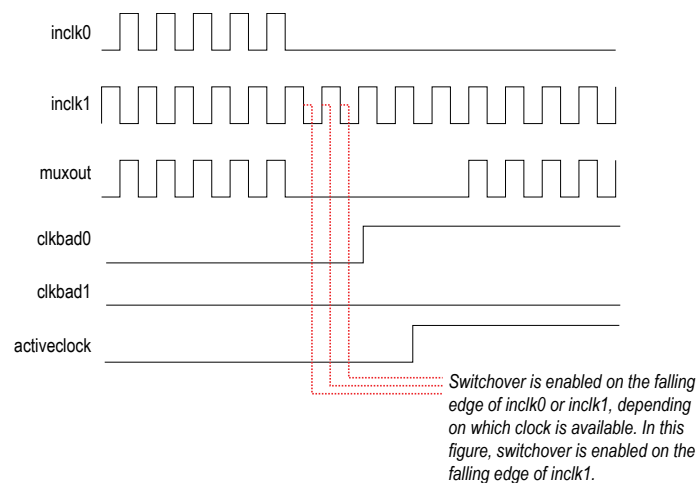 inclk0
inclk1
muxout
clkbad0
clkbad1
activeclock
Switchover is enabled on the falling
edge of inclk0 or inclk1, depending
on which clock is available. In this
figure, switchover is enabled on the
falling edge of inclk1.